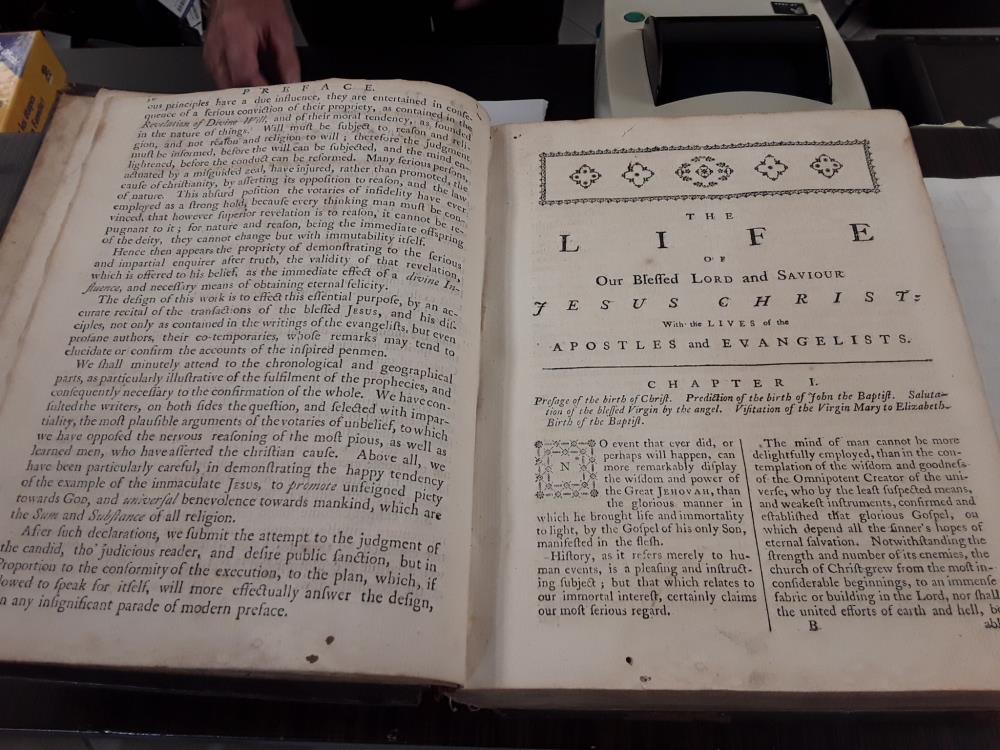 PREFACE.
ous principles have a due influence, they are entertained in conſe-
quence of a ſerious conviction of their propriety, as contained in the
Revelation of Divine Will, and of their moral tendency, as founded
in the nature of things. Will muſt be ſubject to reaſon and reli-
gion, and not reaſon and religion to will; therefore the judgment
muſt be informed, before the will can be ſubjected, and the mind en-
lightened, before the conduct can be reformed. Many ſerious perſons,
actuated by a miſguided zeal, have injured, rather than promoted the
cauſe of chriſtianity, by aſſerting its oppoſition to reaſon, and the law
of nature. This abſurd poſition the votaries of infidelity have ever
employed as a ſtrong hold, becauſe every thinking man muſt be con-
vinced, that however ſuperior revelation is to reaſon, it cannot be re-
pugnant to it; for nature and reaſon, being the immediate offspring
of the deity, they cannot change but with immutability itſelf.
Hence then appears the propriety of demonſtrating to the ſerious
and impartial enquirer after truth, the validity of that revelation,
which is offered to his belief, as the immediate effect of a divine In-
fluence, and neceſſary means of obtaining eternal felicity.
The deſign of this work is to effect this eſſential purpoſe, by an ac-
curate recital of the tranſactions of the bleſſed JESUS, and his diſ-
ciples, not only as contained in the writings of the evangeliſts, but even
profane authors, their co-temporaries, whoſe remarks may tend to
elucidate or confirm the accounts of the inſpired penmen.
We ſhall minutely attend to the chronological and geographical
parts, as particularly illuſtrative of the fulfilment of the prophecies, and
conſequently neceſſary to the confirmation of the whole. We have con-
ſulted the writers, on both ſides the queſtion, and ſelected with impar-
tiality, the moſt plauſible arguments of the votaries of unbelief, to which
we have oppoſed the nervous reaſoning of the moſt pious, as well as
learned men, who have aſſerted the chriſtian cauſe. Above all, we
have been particularly careful, in demonſtrating the happy tendency
of the example of the immaculate JESUS, to promote unfeigned piety
towards GOD, and univerſal benevolence towards mankind, which are
the Sum and Subſtance of all religion.
After ſuch declarations, we ſubmit the attempt to the judgment of
the candid, tho' judicious reader, and deſire public ſanction, but in
Proportion to the conformity of the execution, to the plan, which, if
lowed to ſpeak for itſelf, will more effectually anſwer the deſign,
n any inſignificant parade of modern preface.
THE
LIFE
OF
Our Bleſſed LORD and SAVIOUR
JESUS CHRIST:
With the LIVES of the
APOSTLES and EVANGELISTS.
CHAPTER I.
Preſage of the birth of Chriſt. Prediction of the birth of John the Baptiſt. Saluta-
tion of the bleſſed Virgin by the angel. Viſitation of the Virgin Mary to Elizabeth.
Birth of the Baptiſt.
NO event that ever did, or
perhaps will happen, can
more remarkably diſplay
the wiſdom and power of
the Great JEHOVAH, than
the glorious manner in
which he brought life and immortality
to light, by the Goſpel of his only Son,
manifeſted in the fleſh.
Hiſtory, as it refers merely to hu-
man events, is a pleaſing and inſtruct-
ing ſubject; but that which relates to
our immortal intereſt, certainly claims
our moſt ſerious regard.
The mind of man cannot be more
delightfully employed, than in the con-
templation of the wiſdom and goodneſs
of the Omnipotent Creator of the uni-
verſe, who by the leaſt ſuſpected means,
and weakeſt inſtruments, confirmed and
eſtabliſhed that glorious Goſpel, on
which depend all the ſinner's hopes of
eternal ſalvation. Notwithſtanding the
ſtrength and number of its enemies, the
church of Chriſt grew from the moſt in-
conſiderable beginnings, to an immenſe
fabric or building in the Lord, nor ſhall
the united efforts of earth and hell, be
B
abl